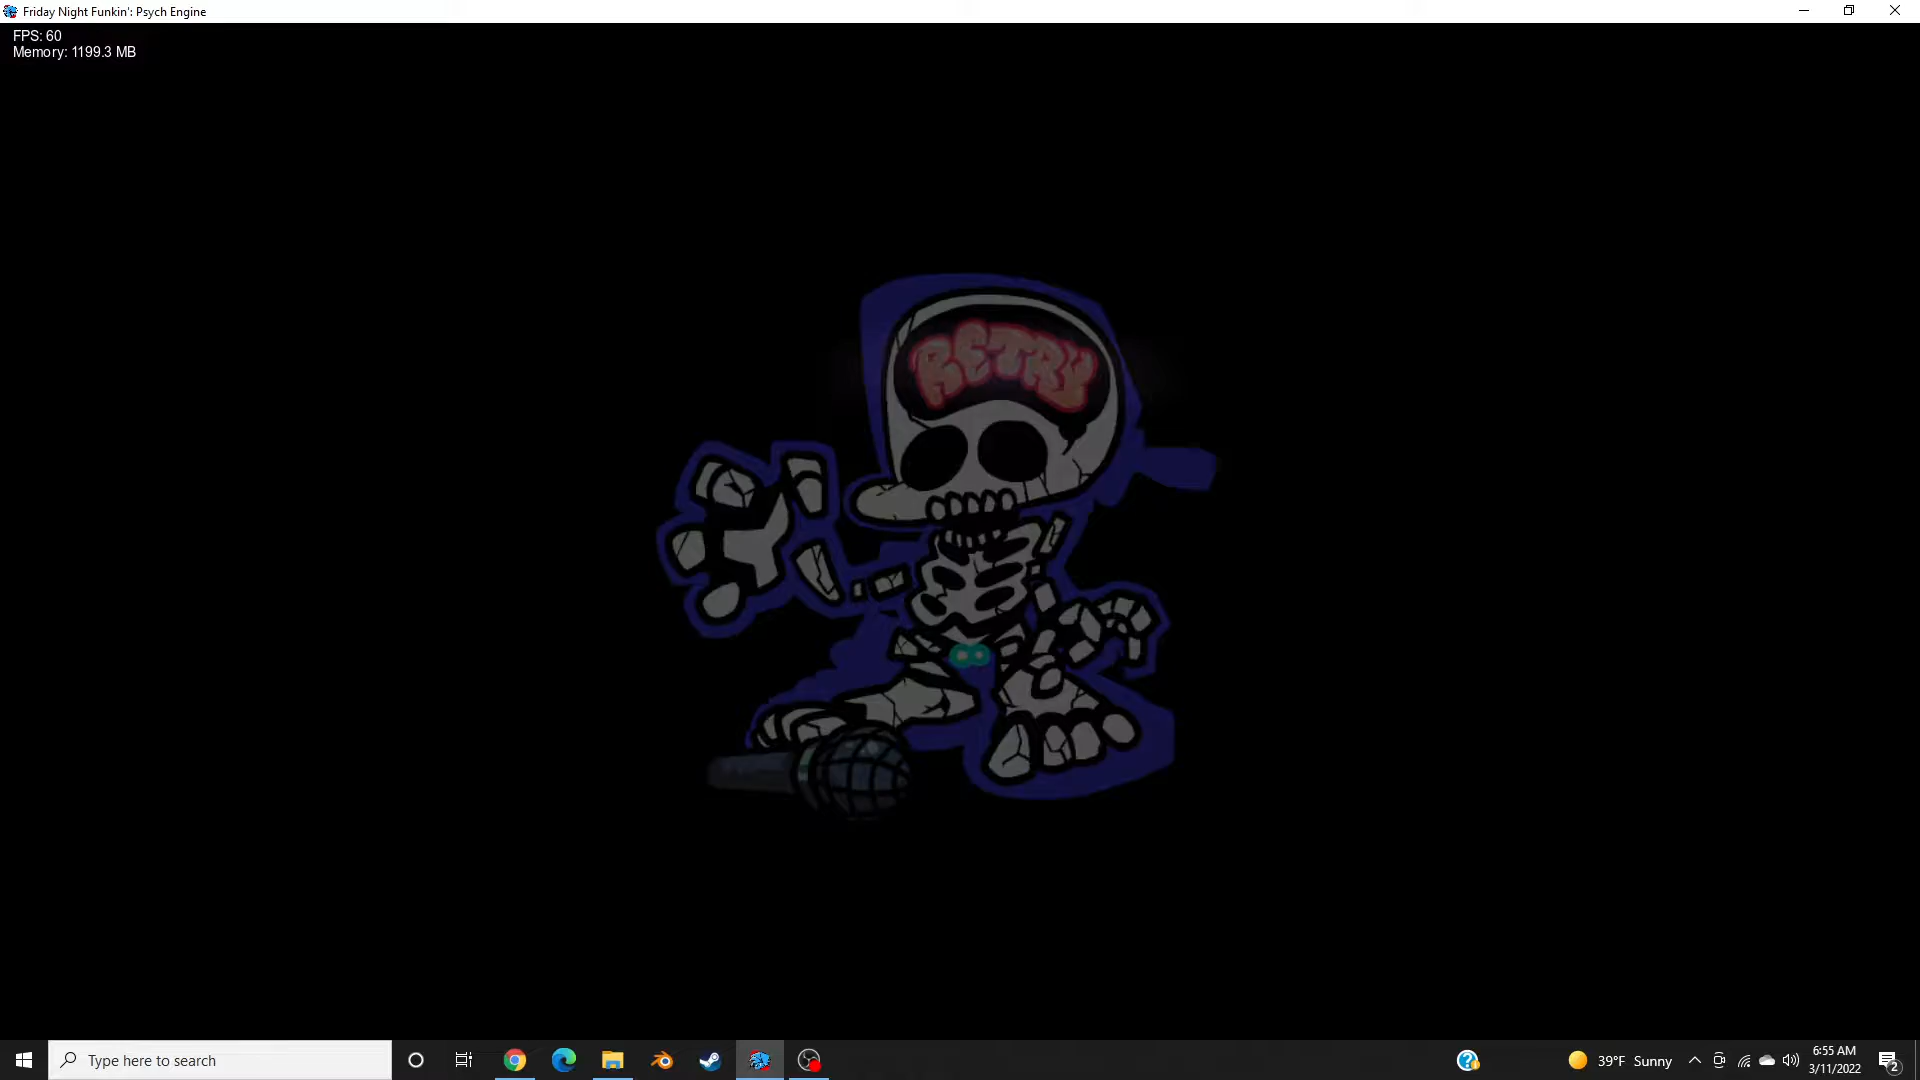 Friday Night Funkin': Psych Engine
FPS: 60
Memory: 1199.3 MB
RETRY
Type here to search
39°F Sunny
6:55 AM
3/11/2022
2